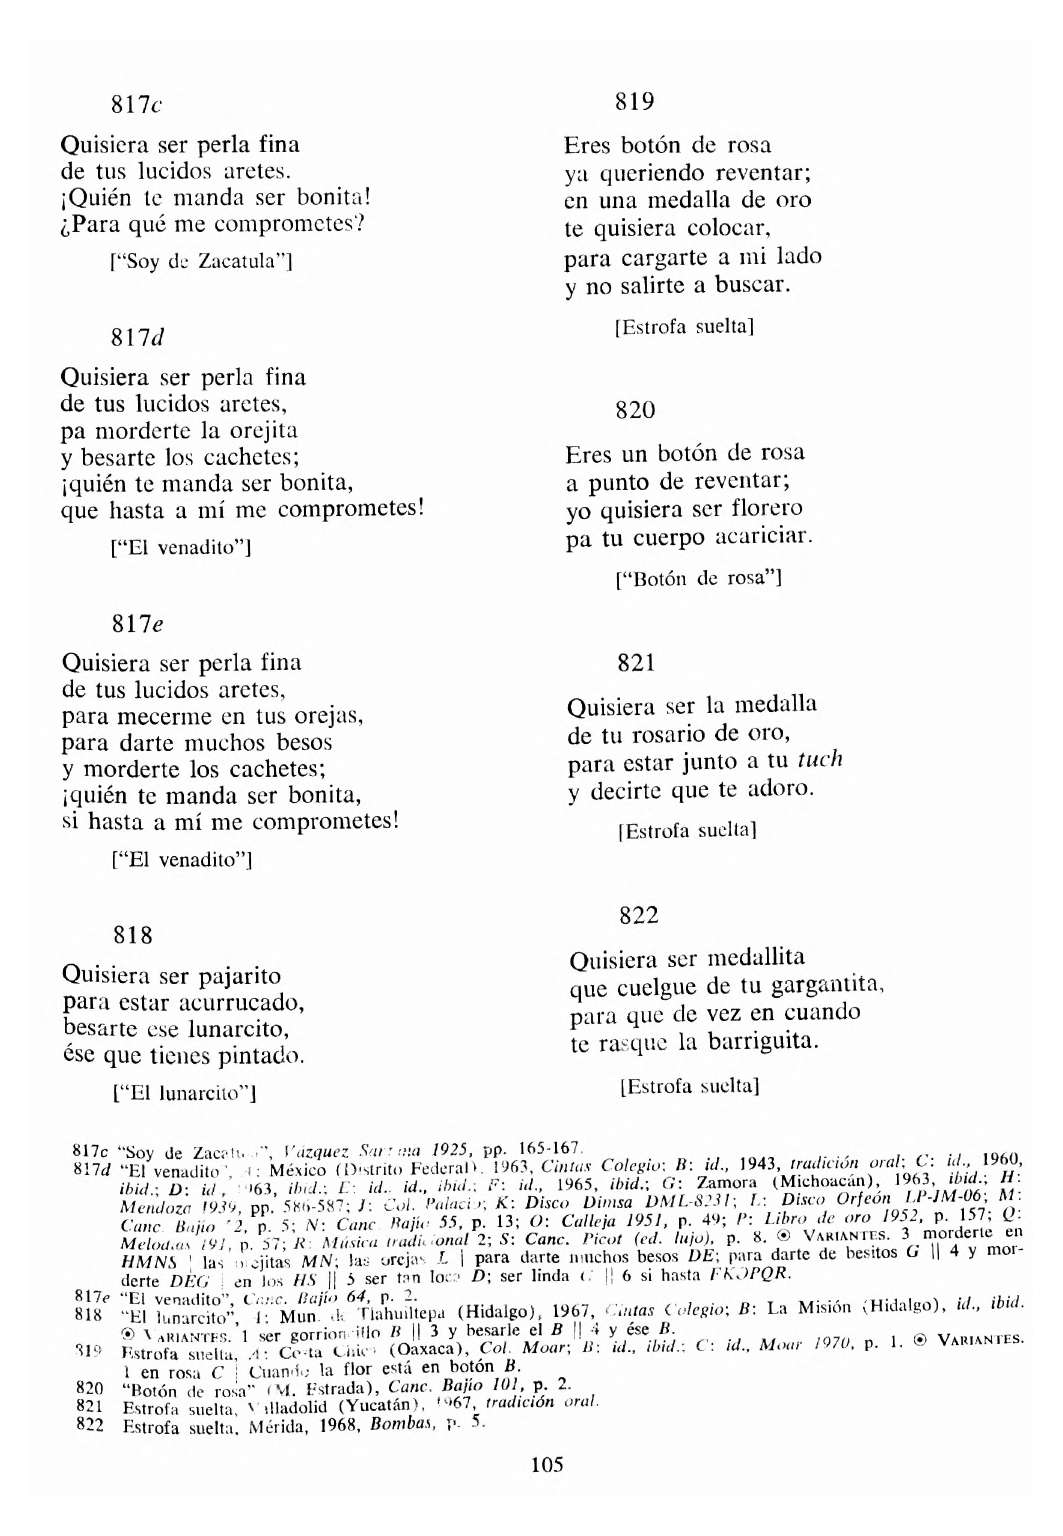 817c
Quisiera ser perla fina
de tus lucidos aretes.
¡Quién te manda ser bonita!
¿Para qué me comprometes?
[“Soy de Zacatula”]
817d
Quisiera ser perla fina
de tus lucidos aretes,
pa morderte la orejita
y besarte los cachetes;
¡quién te manda ser bonita,
que hasta a mí me comprometes!
[“El venadito”]
817e
Quisiera ser perla fina
de tus lucidos aretes,
para mecerme en tus orejas,
para darte muchos besos
y morderte los cachetes;
¡quién te manda ser bonita,
si hasta a mí me comprometes!
[“El venadito”]
818
Quisiera ser pajarito
para estar acurrucado,
besarte ese lunarcito,
ése que tienes pintado.
[“El lunarcito”]
819
Eres botón de rosa
ya queriendo reventar;
en una medalla de oro
te quisiera colocar,
para cargarte a mi lado
y no salirte a buscar.
[Estrofa suelta]
820
Eres un botón de rosa
a punto de reventar;
yo quisiera ser florero
pa tu cuerpo acariciar.
[“Botón de rosa”]
821
Quisiera ser la medalla
de tu rosario de oro,
para estar junto a tu tuch
y decirte que te adoro.
[Estrofa suelta]
822
Quisiera ser medallita
que cuelgue de tu gargantita,
para que de vez en cuando
te rasque la barriguita.
[Estrofa suelta]
817c “Soy de Vázquez 1925, pp. 165-167.
817d “El venadito”, A: México (Distrito Federal), 1963, Cintas Colegio; B: id., 1943, tradición oral; C: id., 1960,
ibid.; D: id., 1963, ibid.; E: id., id., ibid.; F: id., 1965, ibid.; G: Zamora (Michoacán), 1963, ibid.; H:
Mendoza 1939, pp. 586-587; J: Col. Palacio; K: Disco Dimsa DML-8231; L: Disco Orfeón LP-JM-06; M:
Canc. Bajío 2, p. 5; N: Canc. Bajío 55, p. 13; O: Calleja 1951, p. 49; P: Libro de oro 1952, p. 157; Q:
Melodías p. 57; R: Música tradicional 2; S: Canc. Picot (ed. lujo), p. 8. ⦿ VARIANTES. 3 morderte en
HMNS | las orejitas MN; las orejas L | para darte muchos besos DE; para darte de besitos G || 4 y mor-
derte DEG | en los HS || 5 ser tan loca D; ser linda || 6 si hasta FKOPQR.
817e “El venadito”, Canc. Bajío 64, p. 2.
818 “El lunarcito”, A: Mun. de Tlahuiltepa (Hidalgo), 1967, Cintas Colegio; B: La Misión (Hidalgo), id., ibid.
⦿ VARIANTES. 1 ser gorrioncillo B || 3 y besarle el B || 4 y ése B.
819 Estrofa suelta, A: Costa Chica (Oaxaca), Col. Moar; B: id., ibid.; C: id., Moar 1970, p. 1. ⦿ VARIANTES.
1 en rosa C | Cuando la flor está en botón B.
820 “Botón de rosa” (M. Estrada), Canc. Bajío 101, p. 2.
821 Estrofa suelta, Valladolid (Yucatán), 1967, tradición oral.
822 Estrofa suelta, Mérida, 1968, Bombas, p. 5.
105